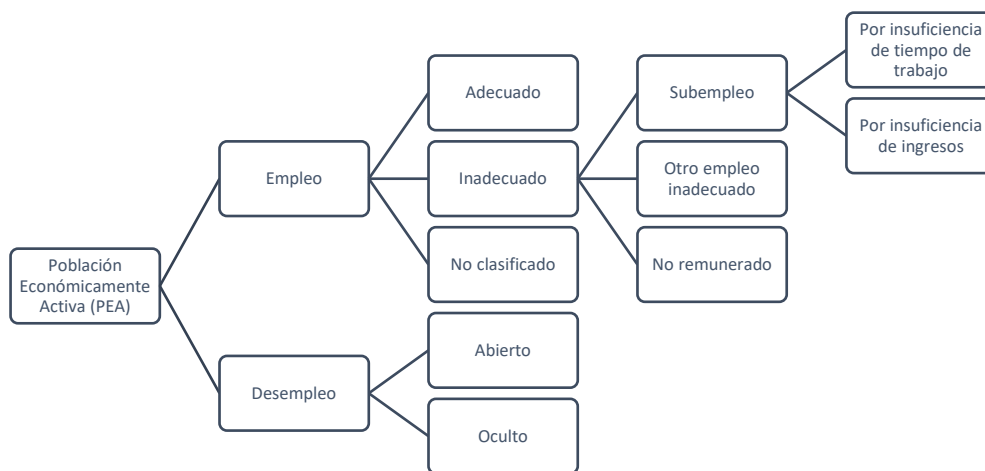 Por insuficiencia
de tiempo de
trabajo
Adecuado
Subempleo
Por insuficiencia
de ingresos
Empleo
Inadecuado
Otro empleo
inadecuado
No clasificado
No remunerado
Población
Económicamente
Activa (PEA)
Abierto
Desempleo
Oculto